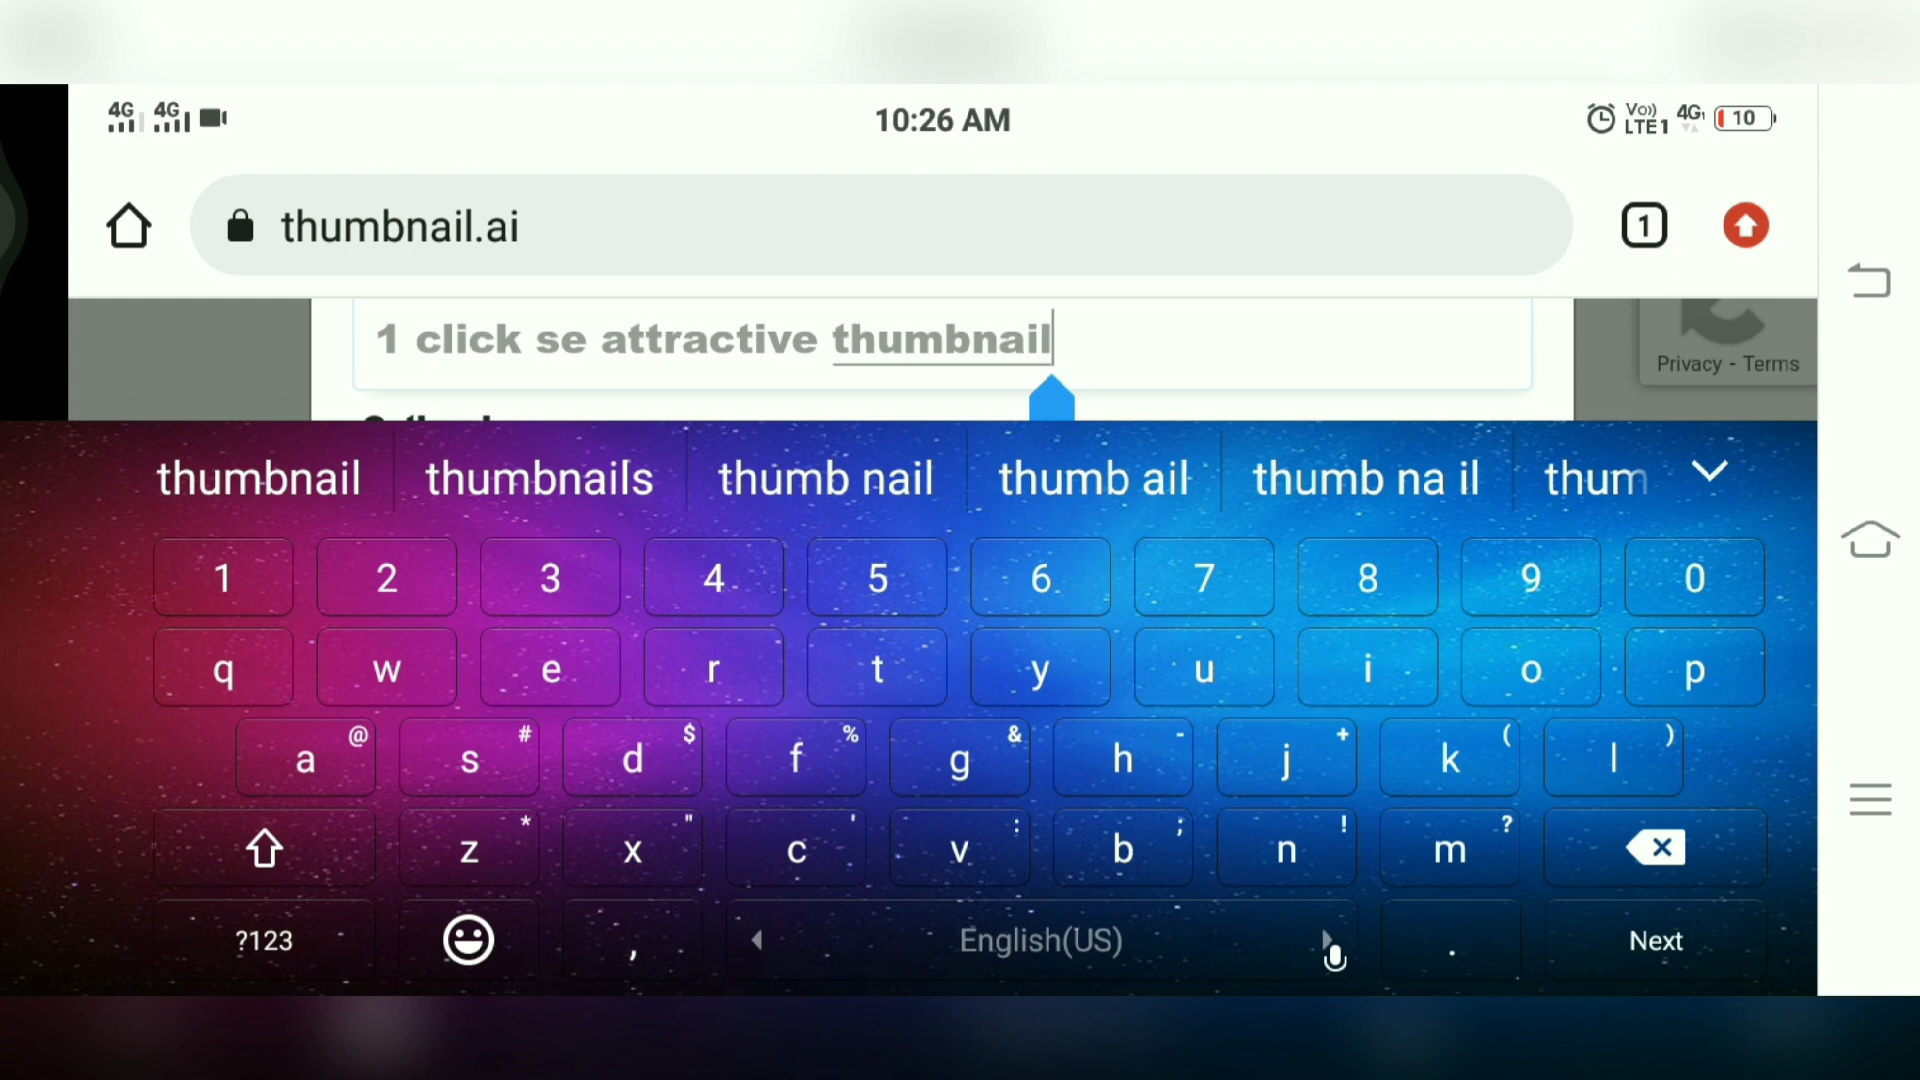 4G 4G 10:26 AM Vo)) LTE1 4G 10
thumbnail.ai 1
1 click se attractive thumbnail
Privacy - Terms
thumbnail thumbnails thumb nail thumb ail thumb na il thum
1 2 3 4 5 6 7 8 9 0
q w e r t y u i o p
a @ s # d $ f % g & h - j + k ( l )
z * x " c ' v : b ; n ! m ?
?123 , English(US) . Next